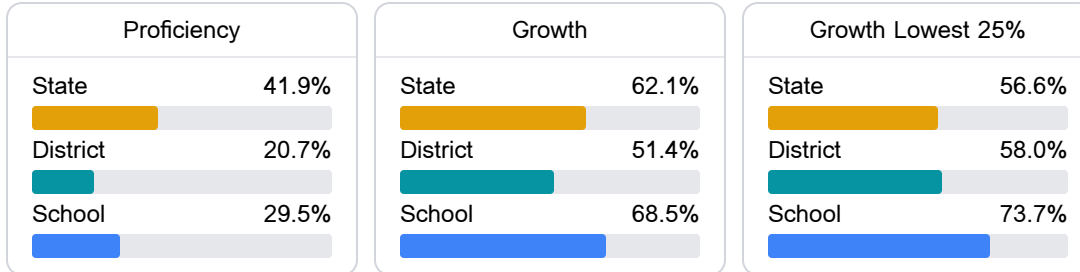 Proficiency
State 41.9%
District 20.7%
School 29.5%
Growth
State 62.1%
District 51.4%
School 68.5%
Growth Lowest 25%
State 56.6%
District 58.0%
School 73.7%